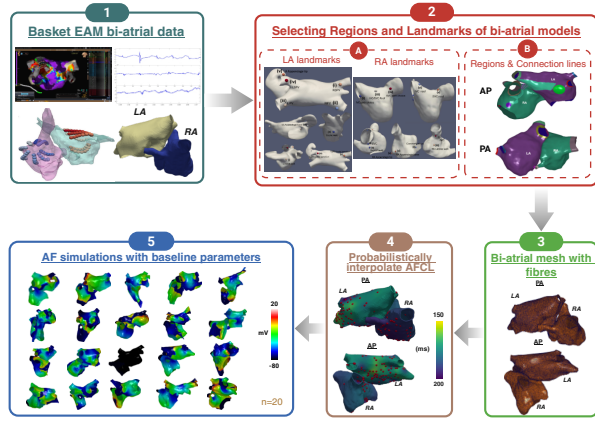 1
Basket EAM bi-atrial data
LA
RA
2
Selecting Regions and Landmarks of bi-atrial models
A
LA landmarks
RA landmarks
B
Regions & Connection lines
AP
PA
3
Bi-atrial mesh with
fibres
PA
LA
RA
AP
LA
RA
4
Probabilistically
interpolate AFCL
PA
LA
RA
150
(ms)
200
AP
LA
RA
5
AF simulations with baseline parameters
20
mV
-80
n=20